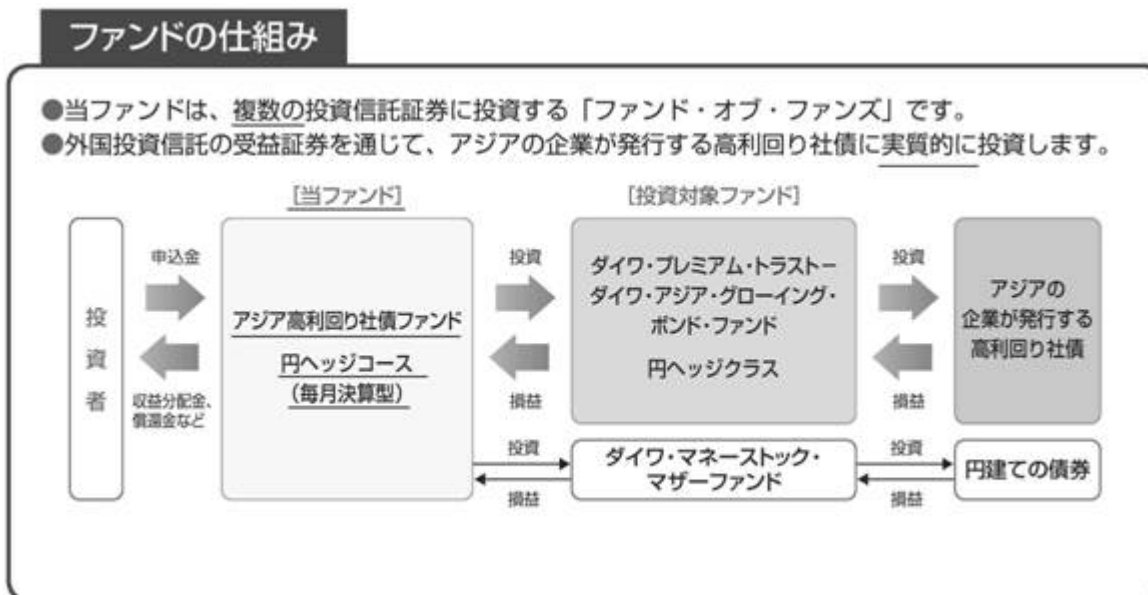 ファンドの仕組み
●当ファンドは、複数の投資信託証券に投資する「ファンド・オブ・ファンズ」です。
●外国投資信託の受益証券を通じて、アジアの企業が発行する高利回り社債に実質的に投資します。
[当ファンド]
[投資対象ファンド]
投資者
申込金
収益分配金、
償還金など
アジア高利回り社債ファンド
円ヘッジコース
(毎月決算型)
投資
損益
投資
損益
ダイワ・プレミアム・トラスト－
ダイワ・アジア・グローイング・
ボンド・ファンド
円ヘッジクラス
ダイワ・マネーストック・
マザーファンド
投資
損益
投資
損益
アジアの
企業が発行する
高利回り社債
円建ての債券